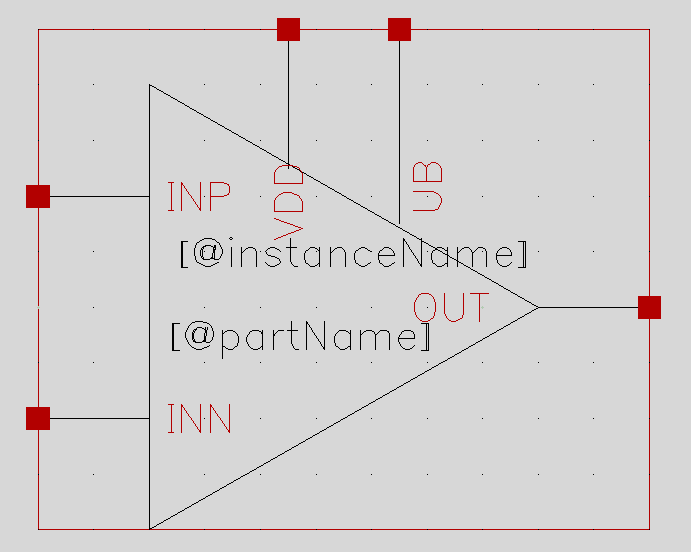 VDD
UB
INP
[@instanceName]
OUT
[@partName]
INN